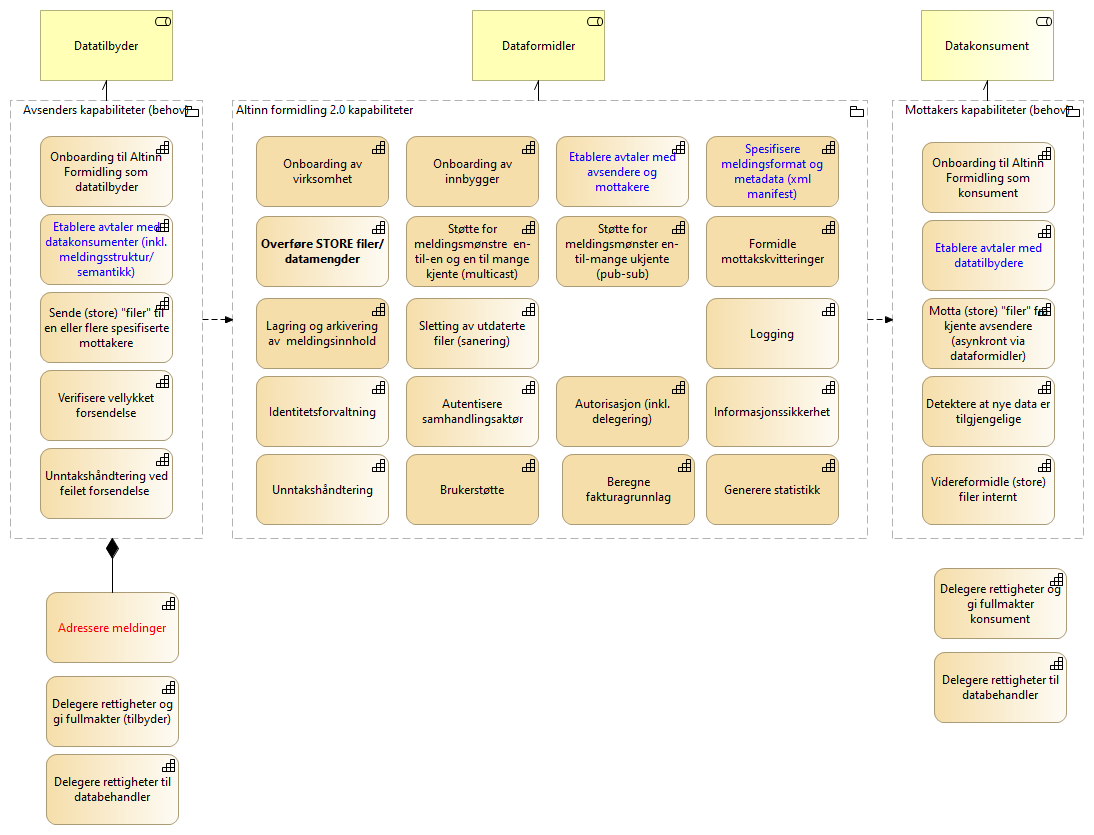 Datatilbyder
Dataformidler
Datakonsument
Avsenders kapabiliteter (behov)
Onboarding til Altinn
Formidling som
datatilbyder
Etablere avtaler med
datakonsumenter (inkl.
meldingsstruktur/
semantikk)
Sende (store) "filer" til
en eller flere spesifiserte
mottakere
Verifisere vellykket
forsendelse
Unntakshåndtering ved
feilet forsendelse
Altinn formidling 2.0 kapabiliteter
Onboarding av
virksomhet
Onboarding av
innbygger
Etablere avtaler med
avsendere og
mottakere
Spesifisere
meldingsformat og
metadata (xml
manifest)
Overføre STORE filer/
datamengder
Støtte for
meldingsmønstre en-
til-en og en til mange
kjente (multicast)
Støtte for
meldingsmønster en-
til-mange ukjente
(pub-sub)
Formidle
mottakskvitteringer
Lagring og arkivering
av meldingsinnhold
Sletting av utdaterte
filer (sanering)
Logging
Identitetsforvaltning
Autentisere
samhandlingsaktør
Autorisasjon (inkl.
delegering)
Informasjonssikkerhet
Unntakshåndtering
Brukerstøtte
Beregne
fakturagrunnlag
Generere statistikk
Mottakers kapabiliteter (behov)
Onboarding til Altinn
Formidling som
konsument
Etablere avtaler med
datatilbydere
Motta (store) "filer" fra
kjente avsendere
(asynkront via
dataformidler)
Detektere at nye data er
tilgjengelige
Videreformidle (store)
filer internt
Adressere meldinger
Delegere rettigheter og
gi fullmakter (tilbyder)
Delegere rettigheter til
databehandler
Delegere rettigheter og
gi fullmakter
konsument
Delegere rettigheter til
databehandler